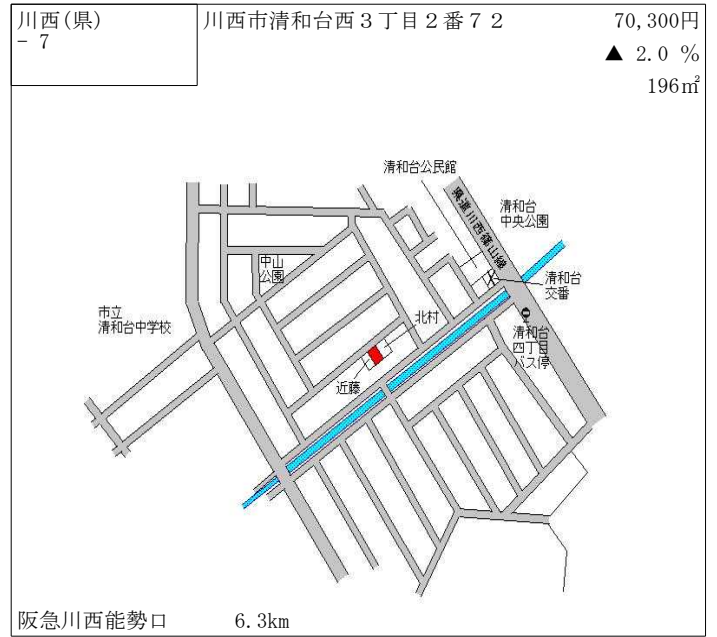 川西(県)
－ 7
川西市清和台西３丁目２番７２
70,300円
▲ 2.0 %
196㎡
清和台公民館
県道川西篠山線
清和台
中央公園
中山
公園
清和台
交番
市立
清和台中学校
北村
清和台
四丁目
バス停
近藤
阪急川西能勢口
6.3km